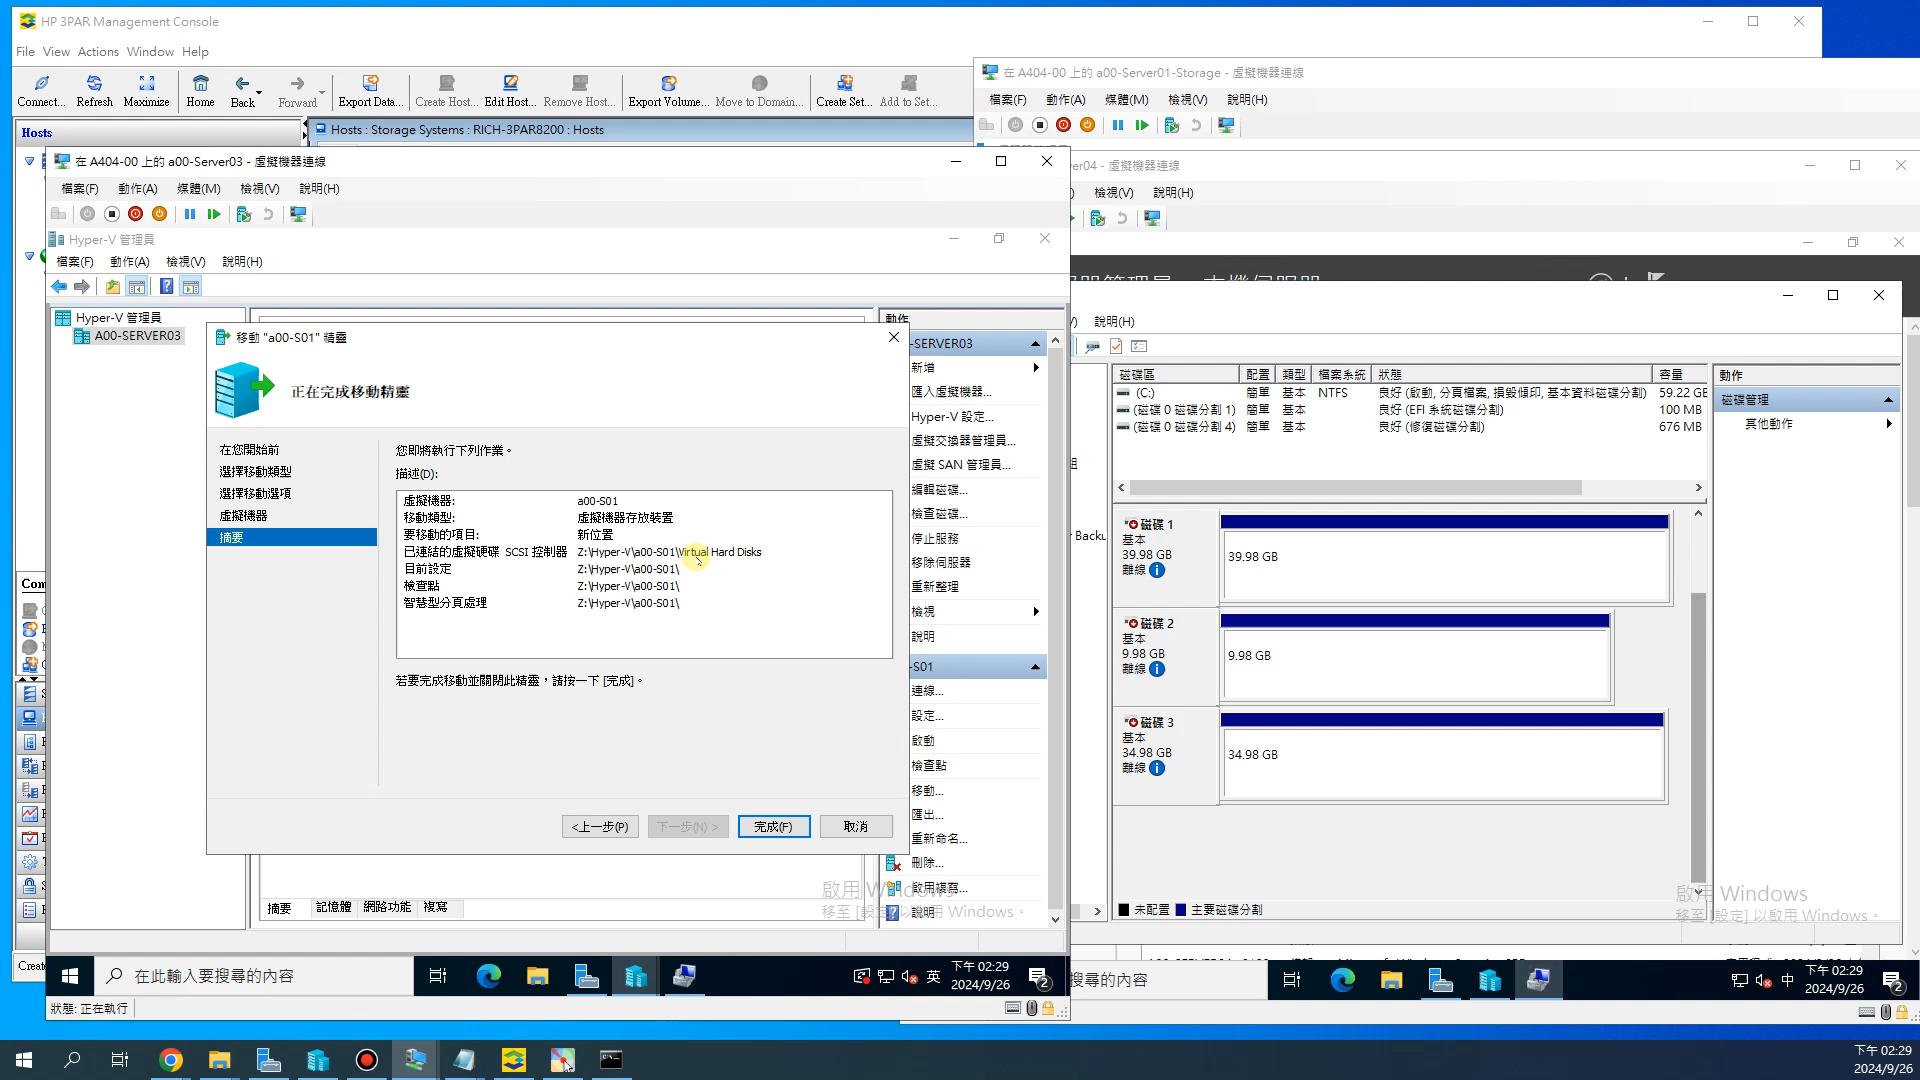 HP 3PAR Management Console
File View Actions Window Help
Connect... Refresh Maximize Home Back Forward Export Data... Create Host... Edit Host... Remove Host... Export Volume... Move to Domain... Create Set... Add to Set...
Hosts
Hosts : Storage Systems : RICH-3PAR8200 : Hosts
在 A404-00 上的 a00-Server01-Storage - 虛擬機器連線
檔案(F) 動作(A) 媒體(M) 檢視(V) 說明(H)
在 A404-00 上的 a00-Server03 - 虛擬機器連線
檔案(F) 動作(A) 媒體(M) 檢視(V) 說明(H)
er04 - 虛擬機器連線
檢視(V) 說明(H)
Hyper-V 管理員
檔案(F) 動作(A) 檢視(V) 說明(H)
Hyper-V 管理員
A00-SERVER03
移動 "a00-S01" 精靈
正在完成移動精靈
在您開始前
選擇移動類型
選擇移動選項
虛擬機器
摘要
您即將執行下列作業。
描述(D):
虛擬機器: a00-S01
移動類型: 虛擬機器存放裝置
要移動的項目: 新位置
已連結的虛擬硬碟 SCSI 控制器 Z:\Hyper-V\a00-S01\Virtual Hard Disks
目前設定 Z:\Hyper-V\a00-S01\
檢查點 Z:\Hyper-V\a00-S01\
智慧型分頁處理 Z:\Hyper-V\a00-S01\
若要完成移動並關閉此精靈，請按一下 [完成]。
<上一步(P) 下一步(N) > 完成(F) 取消
動作
-SERVER03
新增
匯入虛擬機器...
Hyper-V 設定...
虛擬交換器管理員...
虛擬 SAN 管理員...
編輯磁碟...
檢查磁碟...
停止服務
移除伺服器
重新整理
檢視
說明
-S01
連線...
設定...
啟動
檢查點
移動...
匯出...
重新命名...
刪除...
啟用複寫...
說明
摘要 記憶體 網路功能 複寫
啟用 Windows
移至 [設定] 以啟用 Windows。
Com
Creat
在此輸入要搜尋的內容
英
下午 02:29
2024/9/26
2
狀態: 正在執行
說明(H)
磁碟區 配置 類型 檔案系統 狀態 容量
(C:) 簡單 基本 NTFS 良好 (啟動, 分頁檔案, 損毀傾印, 基本資料磁碟分割) 59.22 GE
(磁碟 0 磁碟分割 1) 簡單 基本 良好 (EFI 系統磁碟分割) 100 MB
(磁碟 0 磁碟分割 4) 簡單 基本 良好 (修復磁碟分割) 676 MB
組
r Backu
磁碟 1
基本
39.98 GB
離線
39.98 GB
磁碟 2
基本
9.98 GB
離線
9.98 GB
磁碟 3
基本
34.98 GB
離線
34.98 GB
未配置 主要磁碟分割
動作
磁碟管理
其他動作
啟用 Windows
移至 [設定] 以啟用 Windows。
搜尋的內容
中
下午 02:29
2024/9/26
2
下午 02:29
2024/9/26